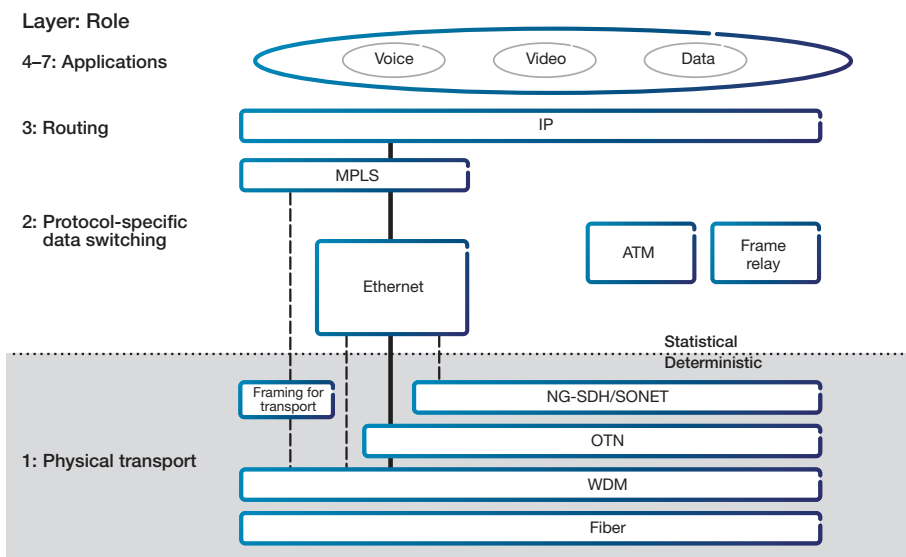 Layer: Role
4–7: Applications
Voice
Video
Data
3: Routing
IP
MPLS
2: Protocol-specific
data switching
Ethernet
ATM
Frame
relay
Statistical
Deterministic
Framing for
transport
NG-SDH/SONET
OTN
1: Physical transport
WDM
Fiber